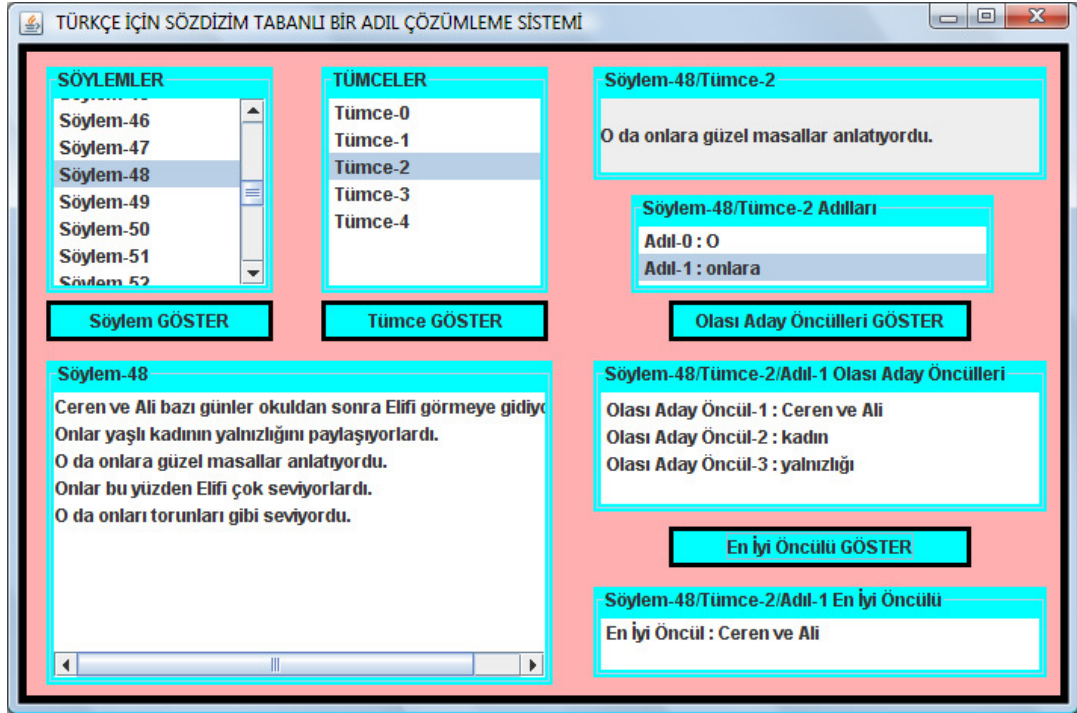 TÜRKÇE İÇİN SÖZDİZİM TABANLI BİR ADIL ÇÖZÜMLEME SİSTEMİ
SÖYLEMLER
Söylem-46
Söylem-47
Söylem-48
Söylem-49
Söylem-50
Söylem-51
Söylem-52
Söylem GÖSTER
TÜMCELER
Tümce-0
Tümce-1
Tümce-2
Tümce-3
Tümce-4
Tümce GÖSTER
Söylem-48/Tümce-2
O da onlara güzel masallar anlatıyordu.
Söylem-48/Tümce-2 Adılları
Adıl-0 : O
Adıl-1 : onlara
Olası Aday Öncülleri GÖSTER
Söylem-48
Ceren ve Ali bazı günler okuldan sonra Elifi görmeye gidiyo
Onlar yaşlı kadının yalnızlığını paylaşıyorlardı.
O da onlara güzel masallar anlatıyordu.
Onlar bu yüzden Elifi çok seviyorlardı.
O da onları torunları gibi seviyordu.
Söylem-48/Tümce-2/Adıl-1 Olası Aday Öncülleri
Olası Aday Öncül-1 : Ceren ve Ali
Olası Aday Öncül-2 : kadın
Olası Aday Öncül-3 : yalnızlığı
En İyi Öncülü GÖSTER
Söylem-48/Tümce-2/Adıl-1 En İyi Öncülü
En İyi Öncül : Ceren ve Ali